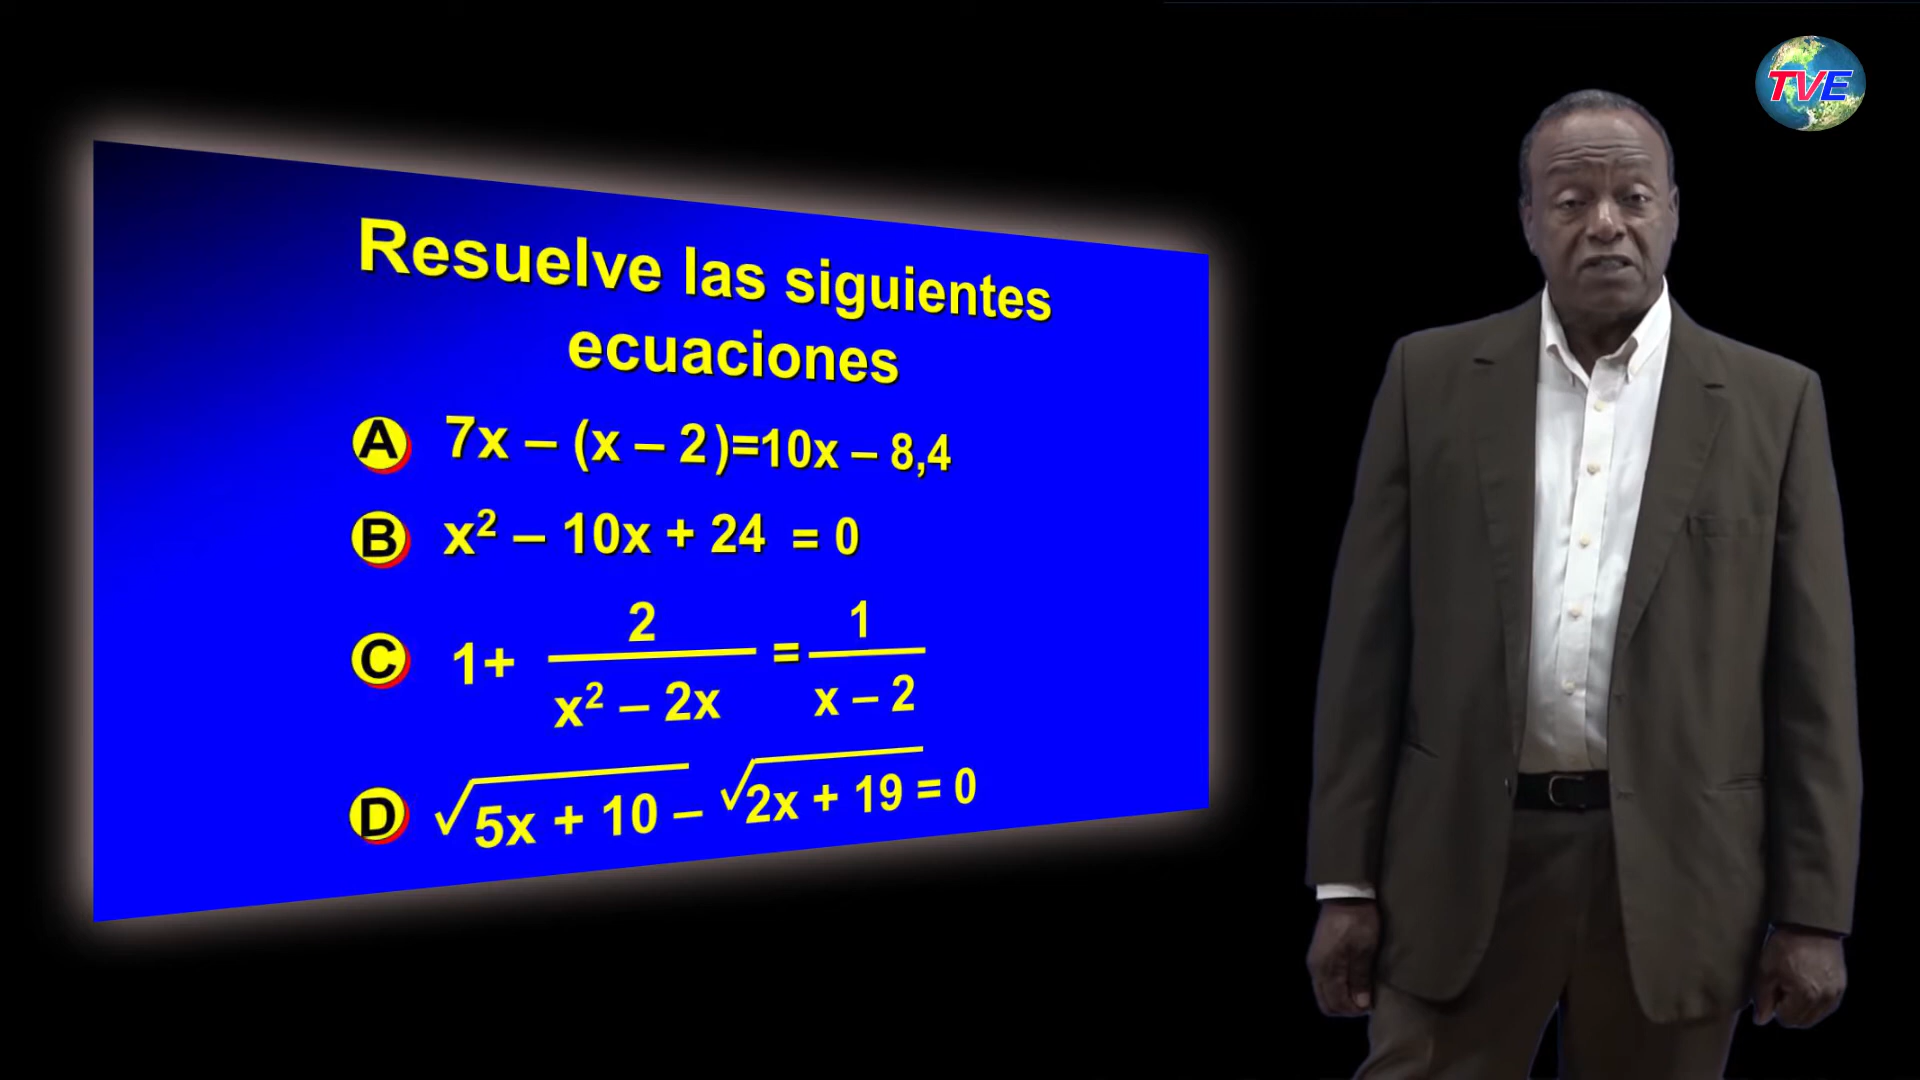 TVE
Resuelve las siguientes
ecuaciones
A 7x – (x – 2)=10x – 8,4
B x² – 10x + 24 = 0
C 1+ 2/(x² – 2x) = 1/(x – 2)
D √(5x + 10) – √(2x + 19) = 0